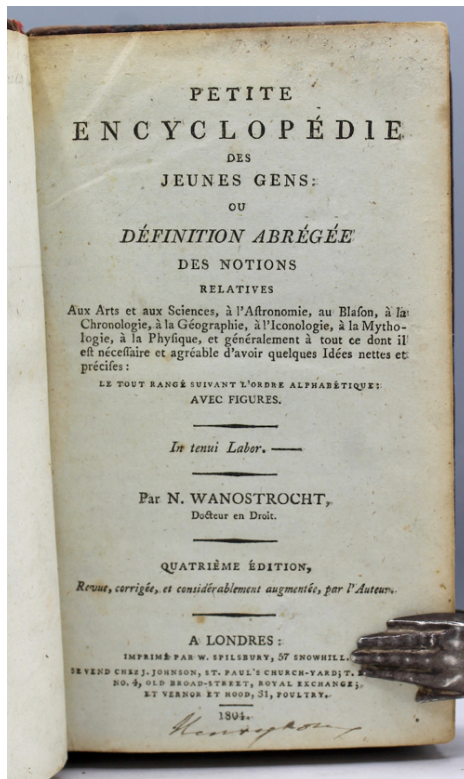 PETITE
ENCYCLOPÉDIE
DES
JEUNES GENS:
OU
DÉFINITION ABRÉGÉE
DES NOTIONS
RELATIVES
Aux Arts et aux Sciences, à l'Aſtronomie, au Blaſon, à la
Chronologie, à la Géographie, à l'Iconologie, à la Mytho-
logie, à la Phyſique, et généralement à tout ce dont il
eſt néceſſaire et agréable d'avoir quelques Idées nettes et
préciſes:
LE TOUT RANGÉ SUIVANT L'ORDRE ALPHABÉTIQUE:
AVEC FIGURES.
In tenui Labor. ——
Par N. WANOSTROCHT,
Docteur en Droit.
QUATRIÈME ÉDITION,
Revue, corrigée, et considérablement augmentée, par l'Auteur.
A LONDRES:
IMPRIMÉ PAR W. SPILSBURY, 57 SNOWHILL.
SE VEND CHEZ J. JOHNSON, ST. PAUL'S CHURCH-YARD; T.
NO. 4, OLD BROAD-STREET, ROYAL EXCHANGE;
ET VERNOR ET HOOD, 31, POULTRY.
1804.